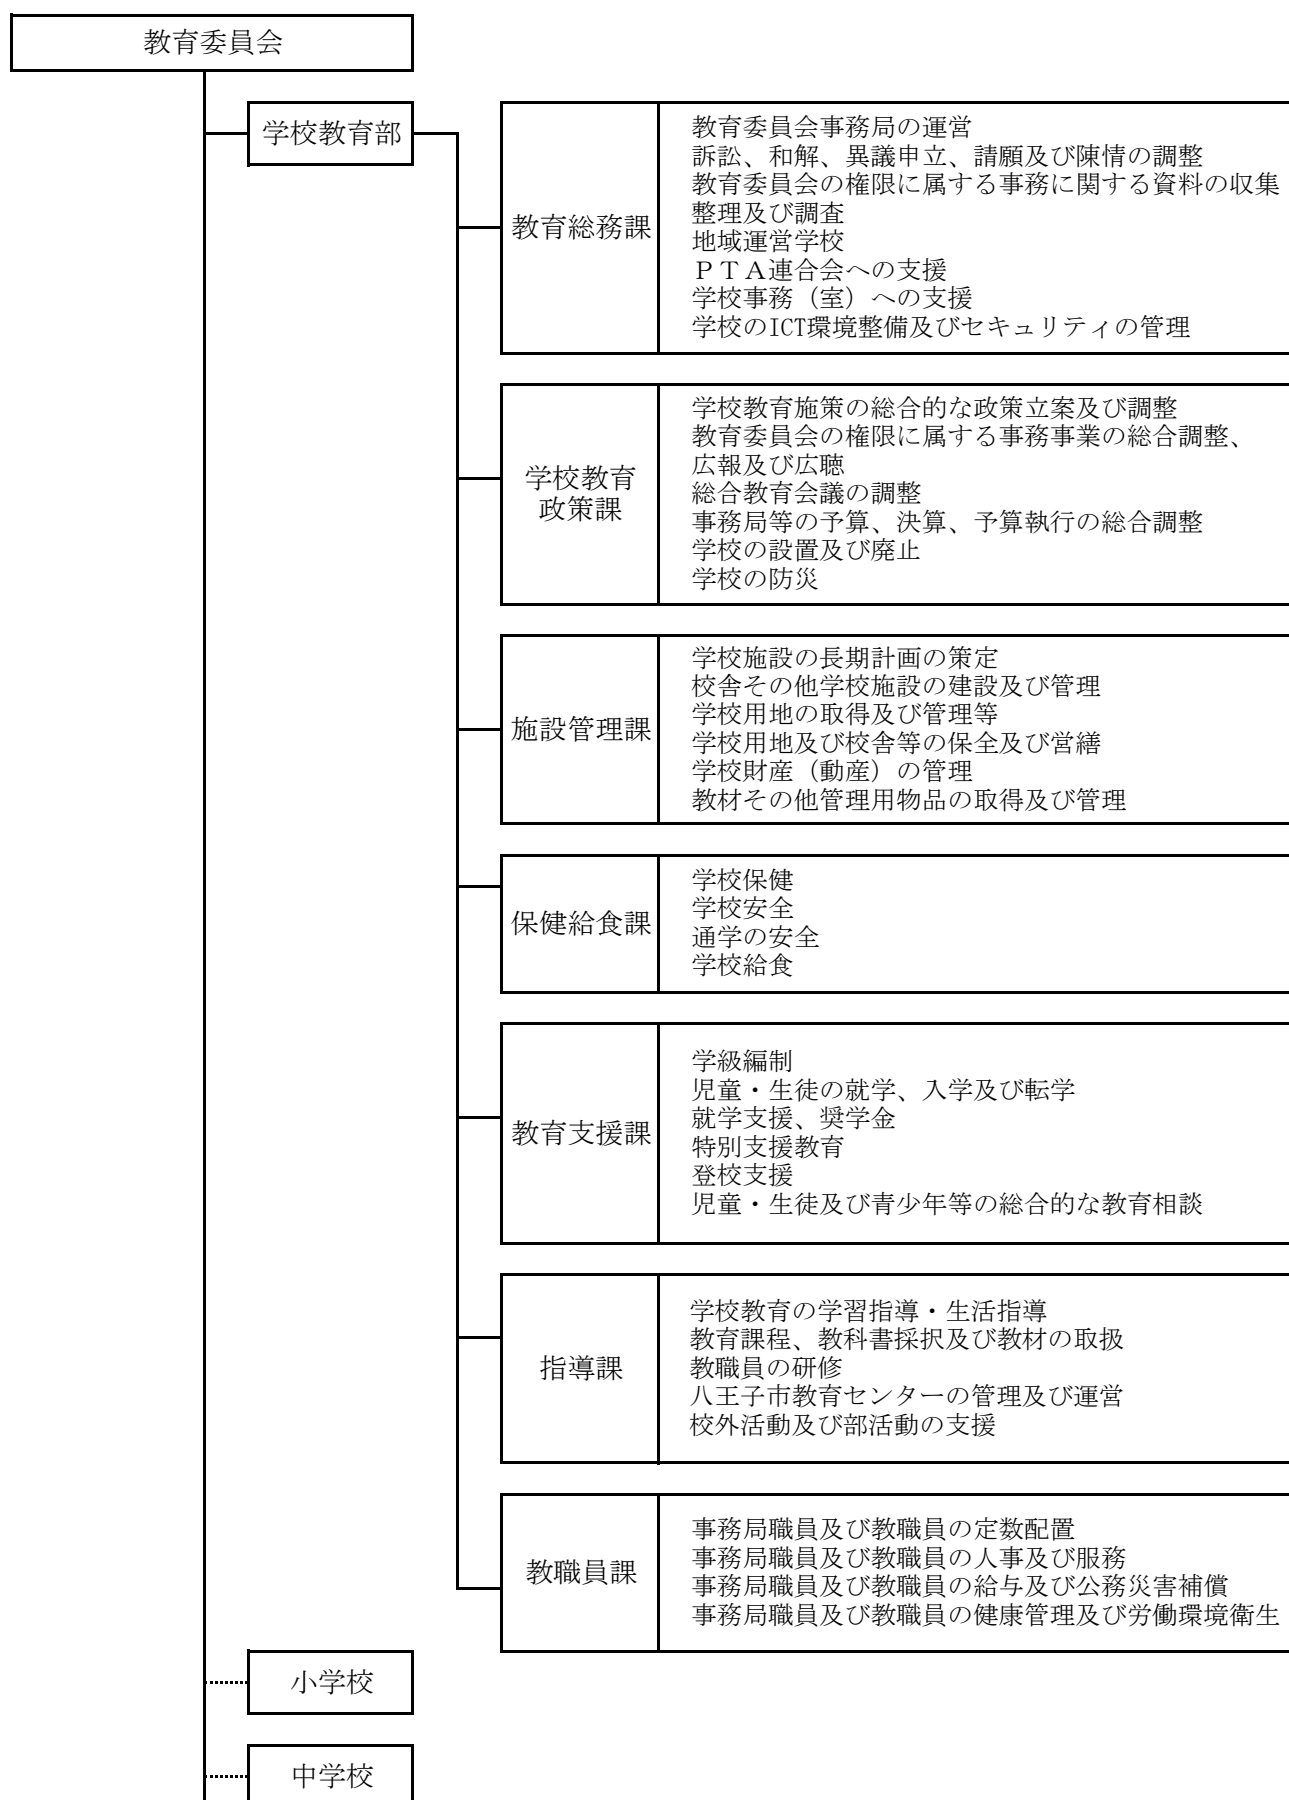 教育委員会
学校教育部
教育総務課
教育委員会事務局の運営
訴訟、和解、異議申立、請願及び陳情の調整
教育委員会の権限に属する事務に関する資料の収集
整理及び調査
地域運営学校
ＰＴＡ連合会への支援
学校事務（室）への支援
学校のICT環境整備及びセキュリティの管理
学校教育
政策課
学校教育施策の総合的な政策立案及び調整
教育委員会の権限に属する事務事業の総合調整、
広報及び広聴
総合教育会議の調整
事務局等の予算、決算、予算執行の総合調整
学校の設置及び廃止
学校の防災
施設管理課
学校施設の長期計画の策定
校舎その他学校施設の建設及び管理
学校用地の取得及び管理等
学校用地及び校舎等の保全及び営繕
学校財産（動産）の管理
教材その他管理用物品の取得及び管理
保健給食課
学校保健
学校安全
通学の安全
学校給食
教育支援課
学級編制
児童・生徒の就学、入学及び転学
就学支援、奨学金
特別支援教育
登校支援
児童・生徒及び青少年等の総合的な教育相談
指導課
学校教育の学習指導・生活指導
教育課程、教科書採択及び教材の取扱
教職員の研修
八王子市教育センターの管理及び運営
校外活動及び部活動の支援
教職員課
事務局職員及び教職員の定数配置
事務局職員及び教職員の人事及び服務
事務局職員及び教職員の給与及び公務災害補償
事務局職員及び教職員の健康管理及び労働環境衛生
小学校
中学校